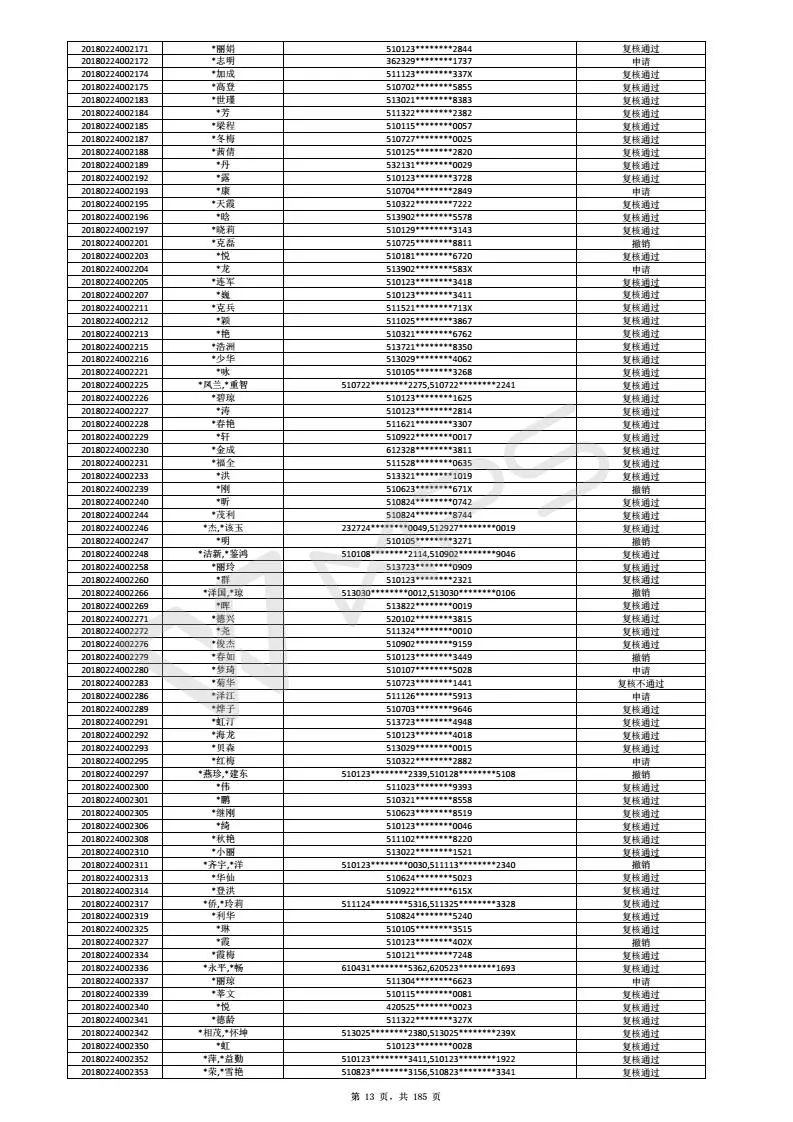 20180224002171 *丽娟 510123********2844 复核通过
20180224002172 *志明 362329********1737 申请
20180224002174 *加成 511123********337X 复核通过
20180224002175 *高登 510702********5855 复核通过
20180224002183 *世瑾 513021********8383 复核通过
20180224002184 *芳 511322********2382 复核通过
20180224002185 *梁程 510115********0057 复核通过
20180224002187 *冬梅 510727********0025 复核通过
20180224002188 *茜倩 510125********2820 复核通过
20180224002189 *丹 532131********0029 复核通过
20180224002192 *露 510123********3728 复核通过
20180224002193 *康 510704********2849 申请
20180224002195 *天霞 510322********7222 复核通过
20180224002196 *晗 513902********5578 复核通过
20180224002197 *晓莉 510129********3143 复核通过
20180224002201 *克磊 510725********8811 撤销
20180224002203 *悦 510181********6720 复核通过
20180224002204 *龙 513902********583X 申请
20180224002205 *连军 510123********3418 复核通过
20180224002207 *巍 510123********3411 复核通过
20180224002211 *克兵 511521********713X 复核通过
20180224002212 *颖 511025********3867 复核通过
20180224002213 *艳 510321********6762 复核通过
20180224002215 *浩洲 513721********8350 复核通过
20180224002216 *少华 513029********4062 复核通过
20180224002221 *咏 510105********3268 复核通过
20180224002225 *凤兰,*重智 510722********2275,510722********2241 复核通过
20180224002226 *碧琼 510123********1625 复核通过
20180224002227 *涛 510123********2814 复核通过
20180224002228 *春艳 511621********3307 复核通过
20180224002229 *轩 510922********0017 复核通过
20180224002230 *金成 612328********3811 复核通过
20180224002231 *福全 511528********0635 复核通过
20180224002233 *洪 513321********1019 复核通过
20180224002239 *刚 510623********671X 撤销
20180224002240 *昕 510824********0742 复核通过
20180224002244 *茂利 510824********8744 复核通过
20180224002246 *杰,*该玉 232724********0049,512927********0019 复核通过
20180224002247 *明 510105********3271 撤销
20180224002248 *洁新,*鉴鸿 510108********2114,510902********9046 复核通过
20180224002258 *丽玲 513723********0909 复核通过
20180224002260 *群 510123********2321 复核通过
20180224002266 *泽国,*琼 513030********0012,513030********0106 撤销
20180224002269 *晖 513822********0019 复核通过
20180224002271 *德兴 520102********3815 复核通过
20180224002272 *尧 511324********0010 复核通过
20180224002276 *俊杰 510902********9159 复核通过
20180224002279 *春如 510123********3449 撤销
20180224002280 *梦琦 510107********5028 申请
20180224002283 *菊华 510723********1441 复核不通过
20180224002286 *泽江 511126********5913 申请
20180224002289 *烨子 510703********9646 复核通过
20180224002291 *虹汀 513723********4948 复核通过
20180224002292 *海龙 510123********4018 复核通过
20180224002293 *贝森 513029********0015 复核通过
20180224002295 *红梅 510322********2882 申请
20180224002297 *燕珍,*建东 510123********2339,510128********5108 撤销
20180224002300 *伟 511023********9393 复核通过
20180224002301 *鹏 510321********8558 复核通过
20180224002305 *继刚 510623********8519 复核通过
20180224002306 *绮 510123********0046 复核通过
20180224002308 *秋艳 511102********8220 复核通过
20180224002310 *小丽 513022********1521 复核通过
20180224002311 *齐宇,*洋 510123********0030,511113********2340 撤销
20180224002313 *华仙 510624********5023 复核通过
20180224002314 *登洪 510922********615X 复核通过
20180224002317 *侨,*玲莉 511124********5316,511325********3328 复核通过
20180224002319 *利华 510824********5240 复核通过
20180224002325 *琳 510105********3515 复核通过
20180224002327 *霞 510123********402X 撤销
20180224002334 *霞梅 510121********7248 复核通过
20180224002336 *永平,*畅 610431********5362,620523********1693 复核通过
20180224002337 *丽琼 511304********6623 申请
20180224002339 *莘文 510115********0081 复核通过
20180224002340 *悦 420525********0023 复核通过
20180224002341 *德龄 511322********327X 复核通过
20180224002342 *相茂,*怀坤 513025********2380,513025********239X 复核通过
20180224002350 *虹 510123********0028 复核通过
20180224002352 *萍,*益勤 510123********3411,510123********1922 复核通过
20180224002353 *荣,*雪艳 510823********3156,510823********3341 复核通过
第 13 页，共 185 页